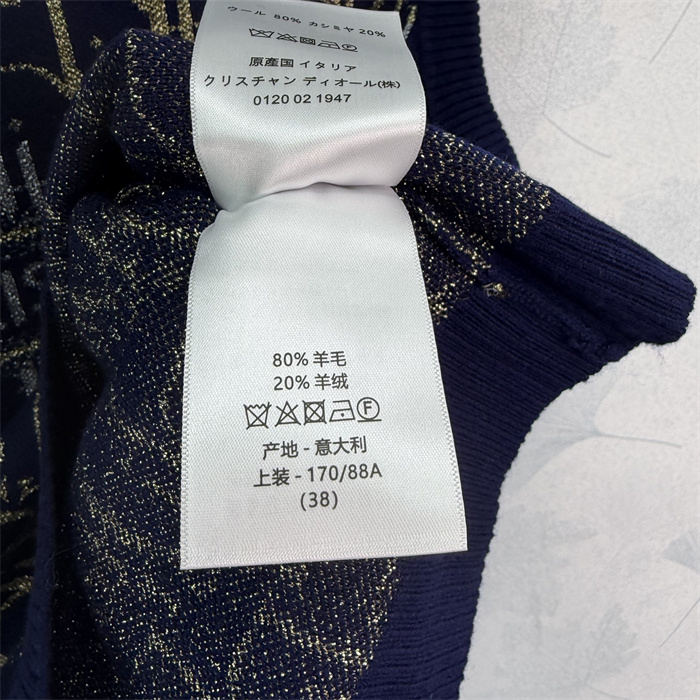 ウール 80% カシミヤ 20%
原産国 イタリア
クリスチャン ディオール(株)
0120 02 1947
80% 羊毛
20% 羊绒
F
产地 - 意大利
上装 - 170/88A
(38)